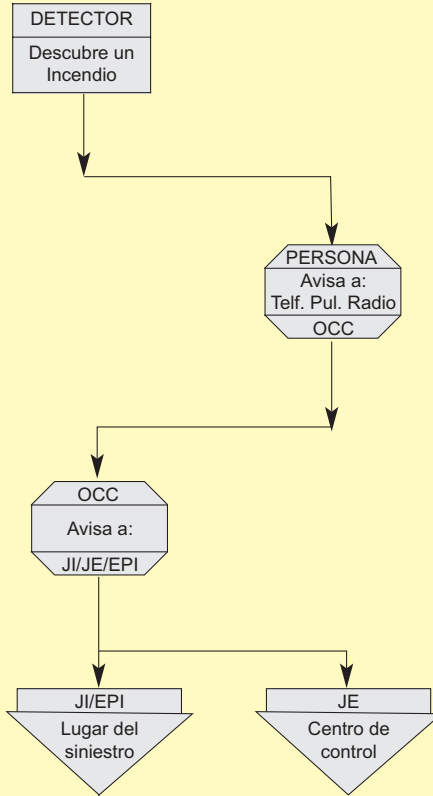 DETECTOR
Descubre un
Incendio
PERSONA
Avisa a:
Telf. Pul. Radio
OCC
OCC
Avisa a:
JI/JE/EPI
JI/EPI
Lugar del
siniestro
JE
Centro de
control